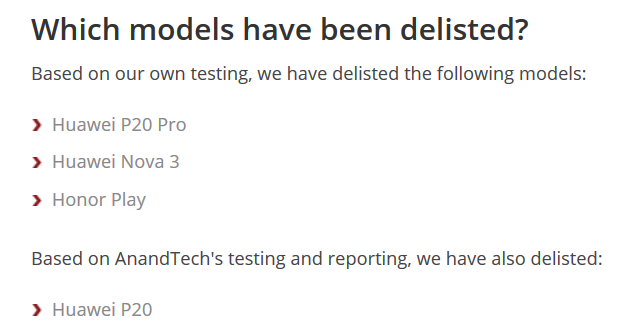 Which models have been delisted?
Based on our own testing, we have delisted the following models:
Huawei P20 Pro
Huawei Nova 3
Honor Play
Based on AnandTech's testing and reporting, we have also delisted:
Huawei P20